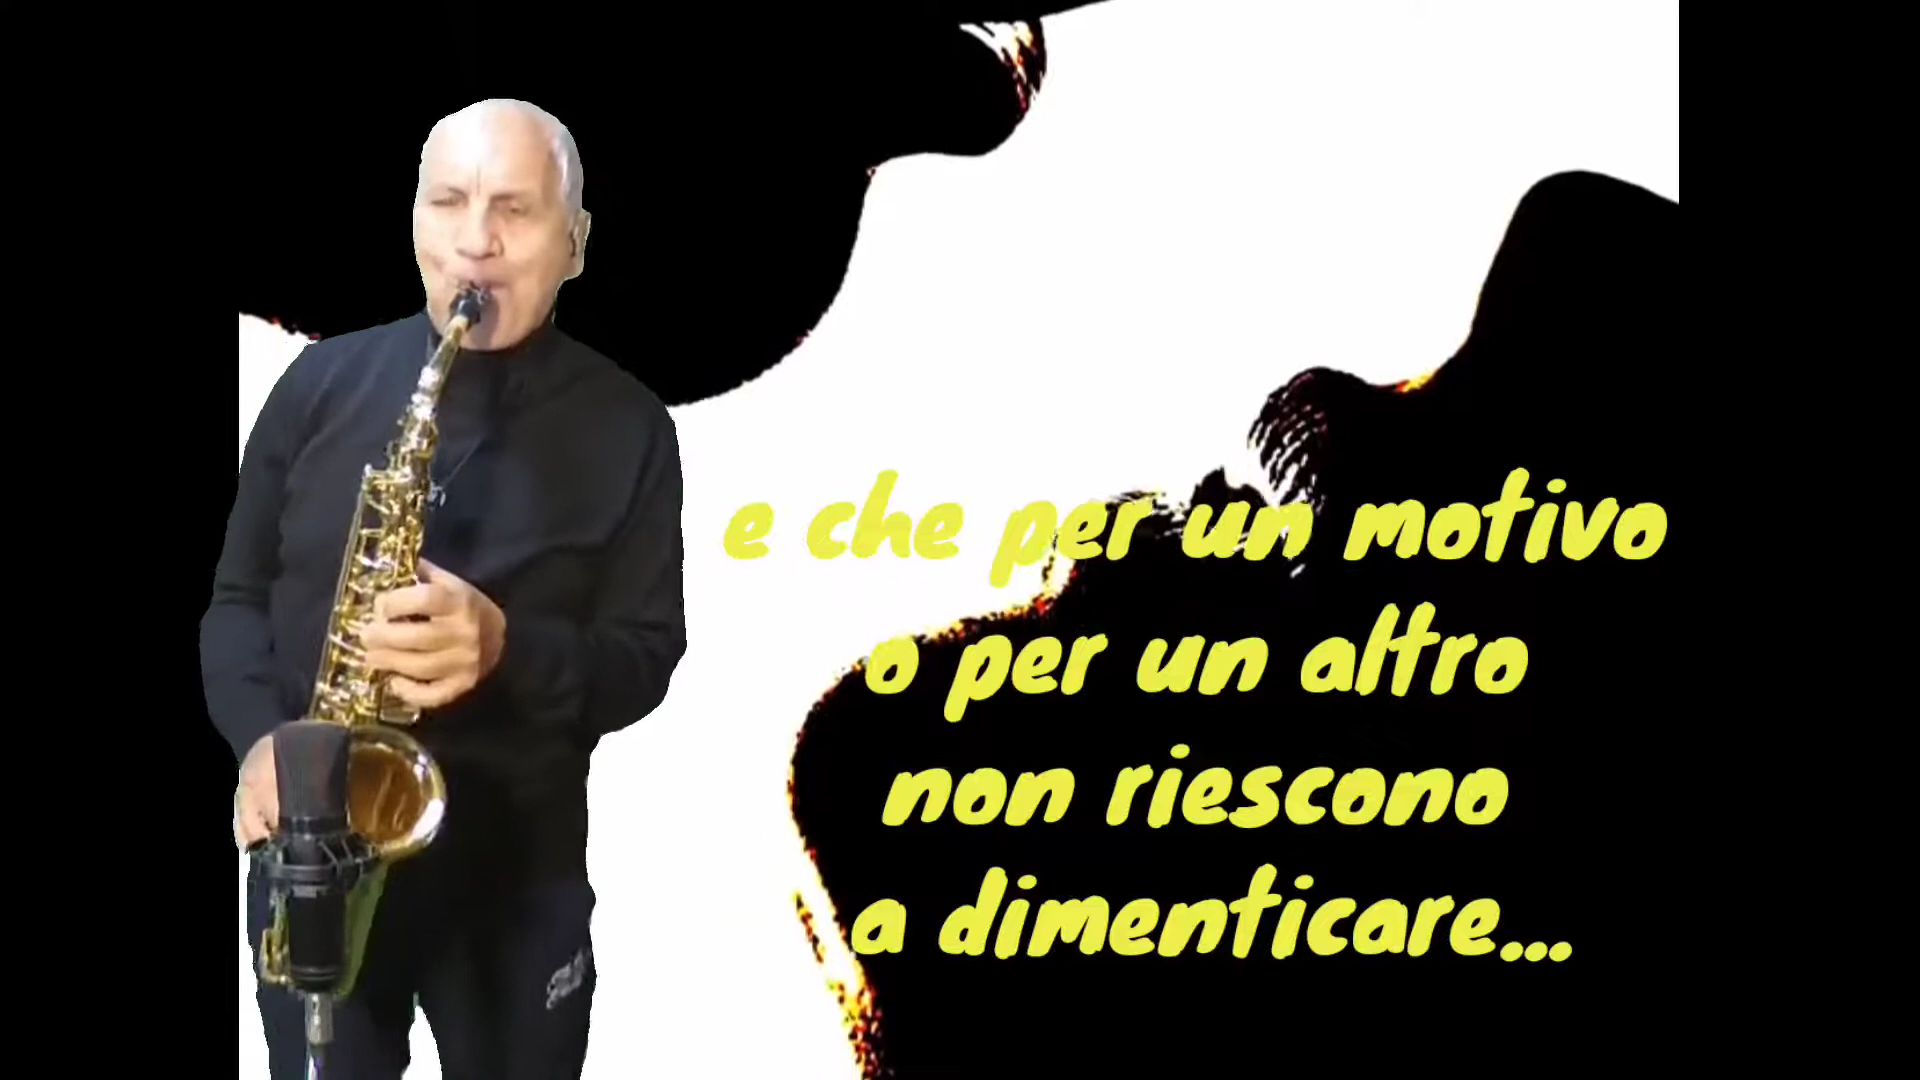 e che per un motivo
o per un altro
non riescono
a dimenticare...